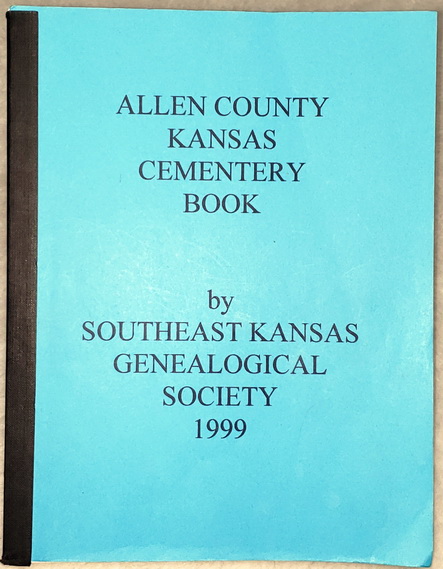 ALLEN COUNTY
KANSAS
CEMENTERY
BOOK
by
SOUTHEAST KANSAS
GENEALOGICAL
SOCIETY
1999